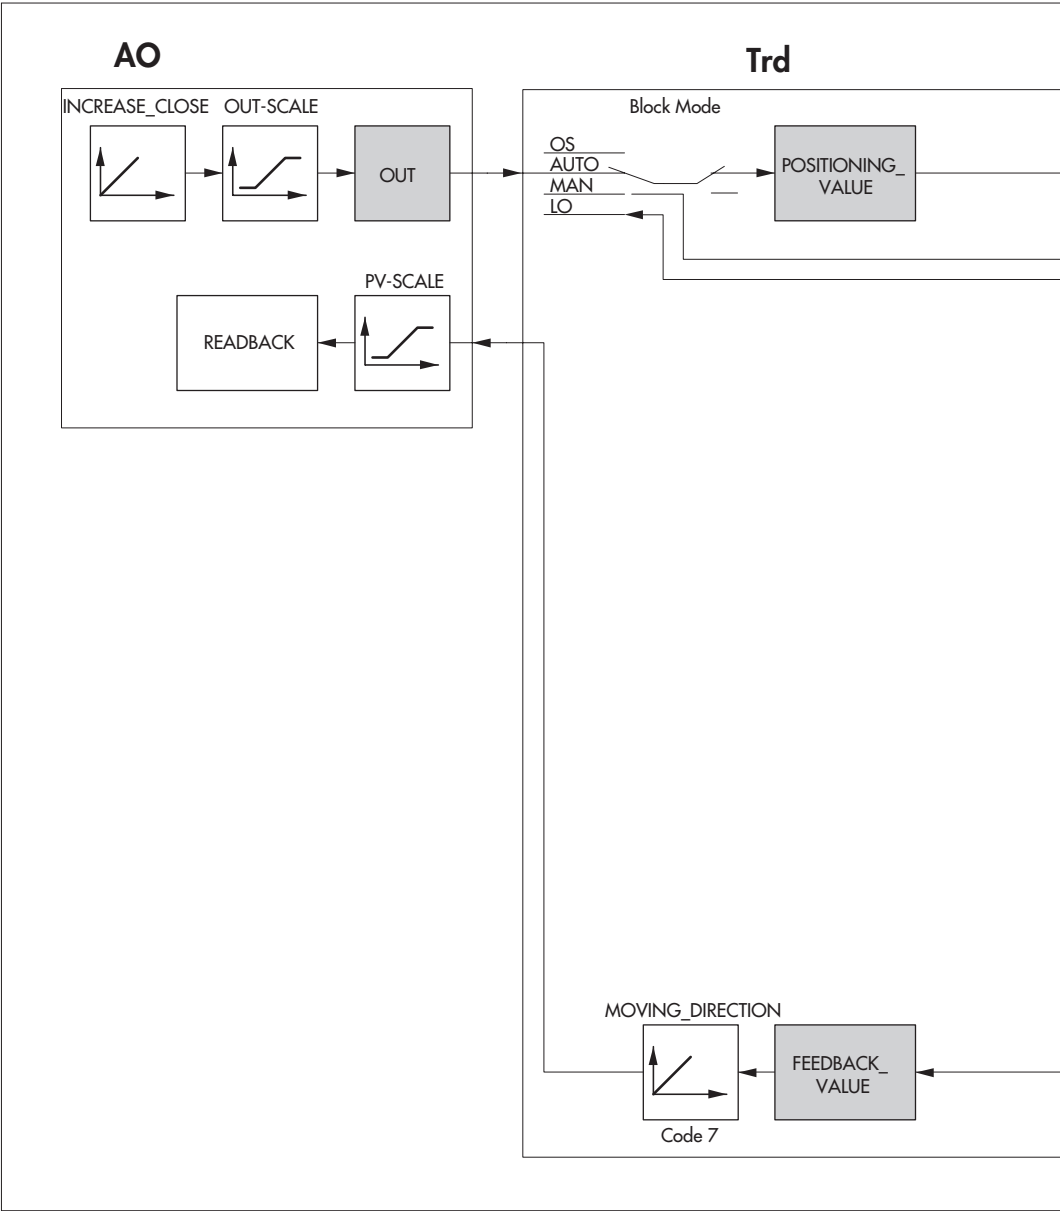 AO
Trd
INCREASE_CLOSE
OUT-SCALE
OUT
Block Mode
OS
AUTO
MAN
LO
POSITIONING_
VALUE
PV-SCALE
READBACK
MOVING_DIRECTION
FEEDBACK_
VALUE
Code 7